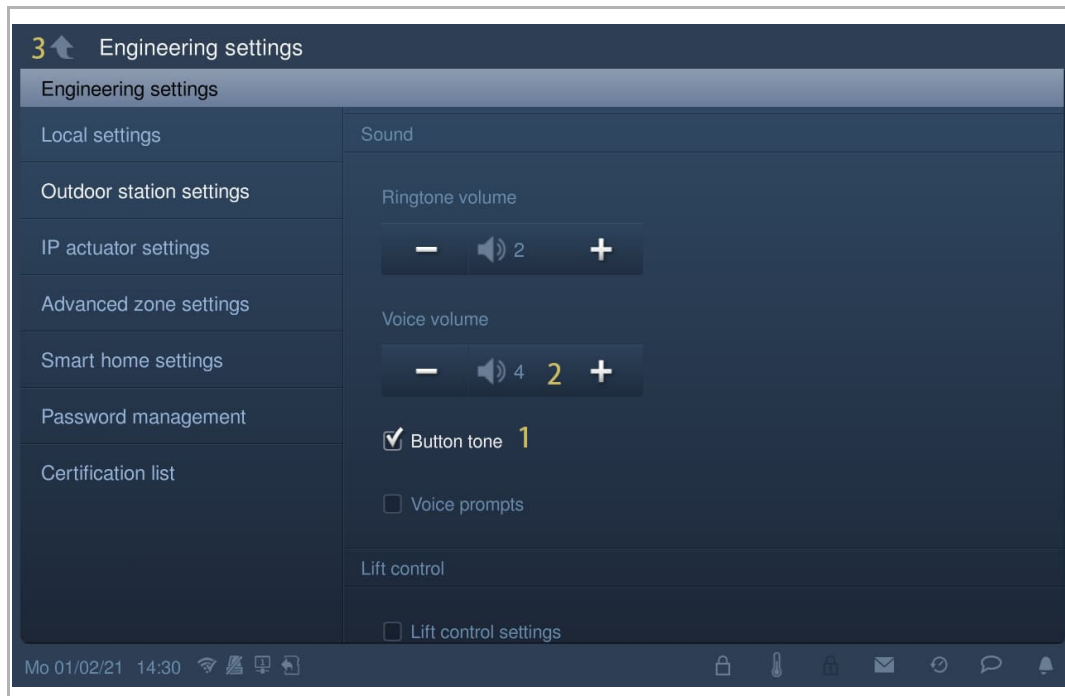 3 Engineering settings
Engineering settings
Local settings
Outdoor station settings
IP actuator settings
Advanced zone settings
Smart home settings
Password management
Certification list
Sound
Ringtone volume
2
Voice volume
4 2
Button tone 1
Voice prompts
Lift control
Lift control settings
Mo 01/02/21 14:30